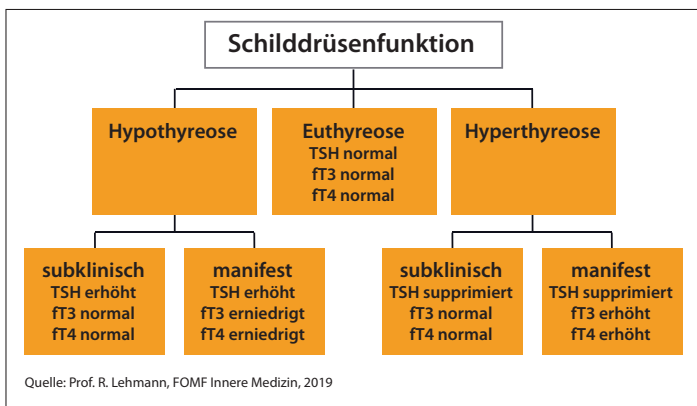 Schilddrüsenfunktion
Hypothyreose
Euthyreose
TSH normal
fT3 normal
fT4 normal
Hyperthyreose
subklinisch
TSH erhöht
fT3 normal
fT4 normal
manifest
TSH erhöht
fT3 erniedrigt
fT4 erniedrigt
subklinisch
TSH supprimiert
fT3 normal
fT4 normal
manifest
TSH supprimiert
fT3 erhöht
fT4 erhöht
Quelle: Prof. R. Lehmann, FOMF Innere Medizin, 2019